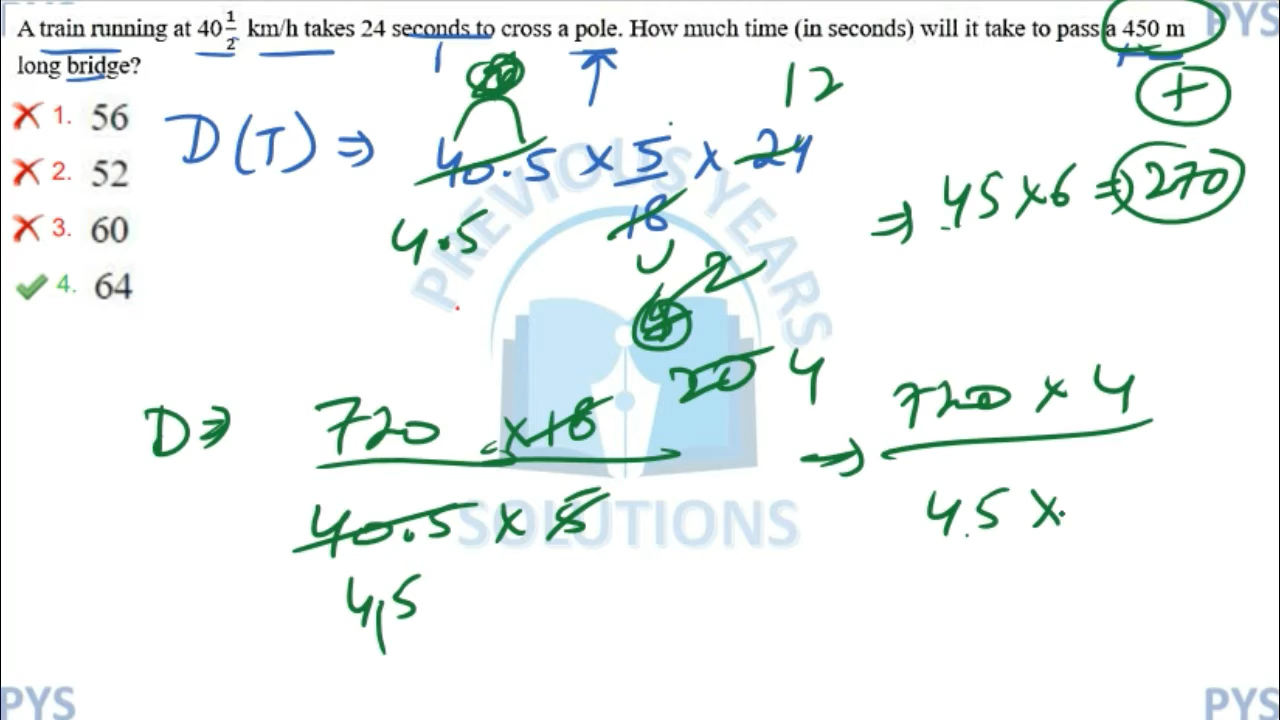 A train running at 40 1/2 km/h takes 24 seconds to cross a pole. How much time (in seconds) will it take to pass a 450 m
long bridge?
1. 56
2. 52
3. 60
4. 64
12
+
D(T) ⇒ 40.5 × 5/18 × 24
4.5
⇒ 45 × 6 ⇒ 270
2
20 4
D ⇒ 720 × 18 / 40.5 × 5
4.5
⇒ 720 × 4 / 4.5 ×
PREVIOUS YEARS
SOLUTIONS
PYS
PYS
PYS